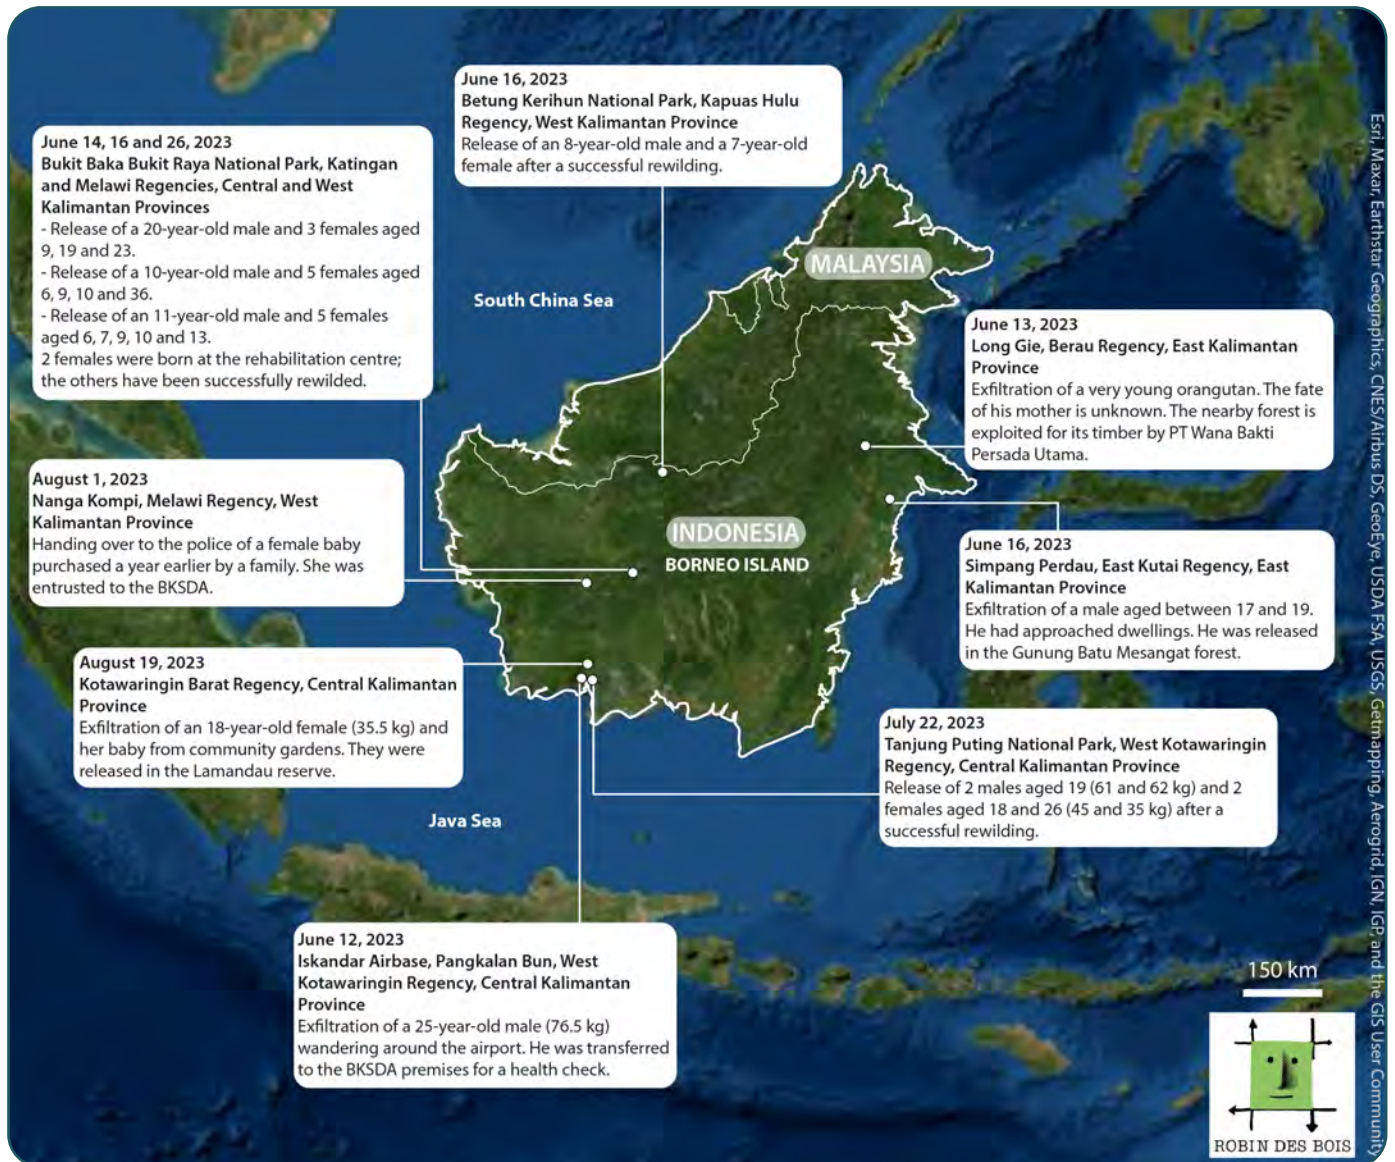 June 16, 2023
Betung Kerihun National Park, Kapuas Hulu
Regency, West Kalimantan Province
Release of an 8-year-old male and a 7-year-old
female after a successful rewilding.
June 14, 16 and 26, 2023
Bukit Baka Bukit Raya National Park, Katingan
and Melawi Regencies, Central and West
Kalimantan Provinces
- Release of a 20-year-old male and 3 females aged
9, 19 and 23.
- Release of a 10-year-old male and 5 females aged
6, 9, 10 and 36.
- Release of an 11-year-old male and 5 females
aged 6, 7, 9, 10 and 13.
2 females were born at the rehabilitation centre;
the others have been successfully rewilded.
MALAYSIA
South China Sea
June 13, 2023
Long Gie, Berau Regency, East Kalimantan
Province
Exfiltration of a very young orangutan. The fate
of his mother is unknown. The nearby forest is
exploited for its timber by PT Wana Bakti
Persada Utama.
August 1, 2023
Nanga Kompi, Melawi Regency, West
Kalimantan Province
Handing over to the police of a female baby
purchased a year earlier by a family. She was
entrusted to the BKSDA.
INDONESIA
BORNEO ISLAND
June 16, 2023
Simpang Perdau, East Kutai Regency, East
Kalimantan Province
Exfiltration of a male aged between 17 and 19.
He had approached dwellings. He was released
in the Gunung Batu Mesangat forest.
August 19, 2023
Kotawaringin Barat Regency, Central Kalimantan
Province
Exfiltration of an 18-year-old female (35.5 kg) and
her baby from community gardens. They were
released in the Lamandau reserve.
July 22, 2023
Tanjung Puting National Park, West Kotawaringin
Regency, Central Kalimantan Province
Release of 2 males aged 19 (61 and 62 kg) and 2
females aged 18 and 26 (45 and 35 kg) after a
successful rewilding.
Java Sea
June 12, 2023
Iskandar Airbase, Pangkalan Bun, West
Kotawaringin Regency, Central Kalimantan
Province
Exfiltration of a 25-year-old male (76.5 kg)
wandering around the airport. He was transferred
to the BKSDA premises for a health check.
150 km
ROBIN DES BOIS
Esri, Maxar, Earthstar Geographics, CNES/Airbus DS, GeoEye, USDA FSA, USGS, Getmapping, Aerogrid, IGN, IGP, and the GIS User Community